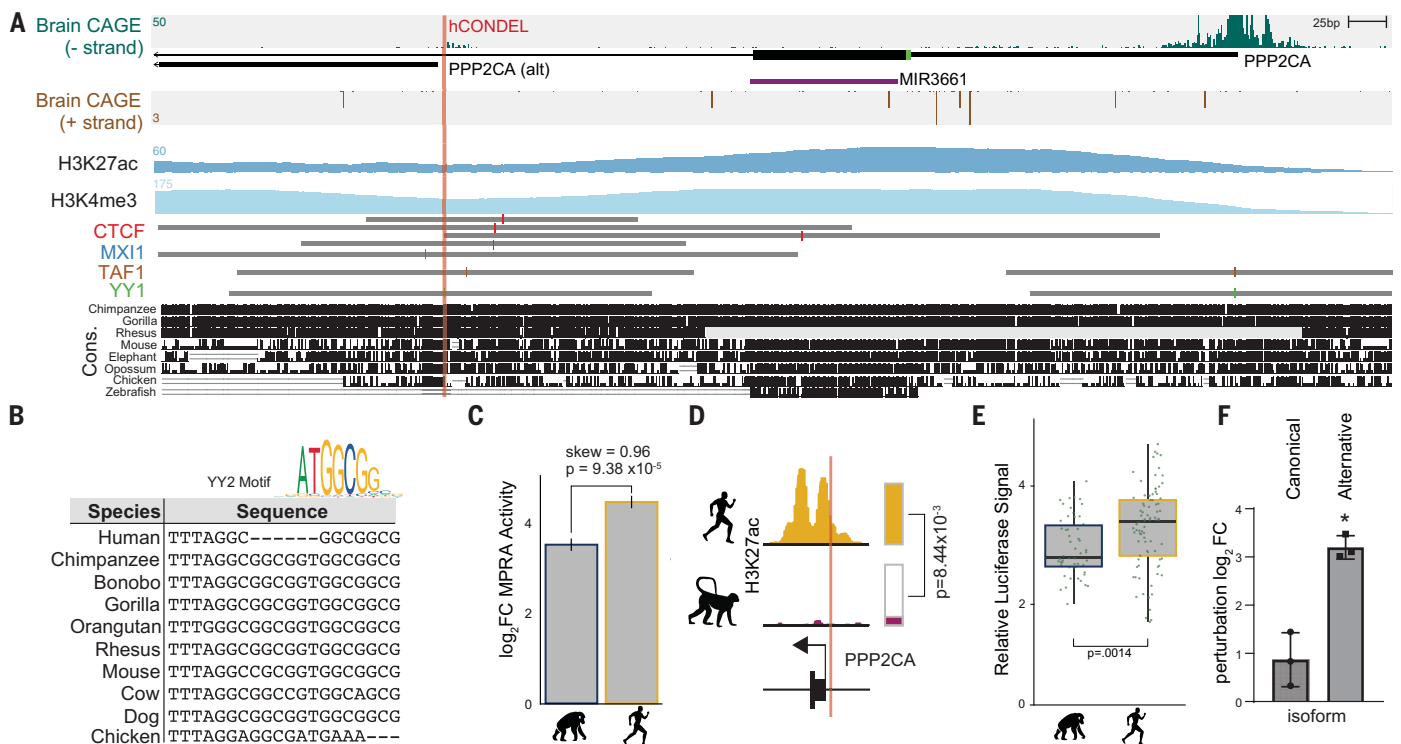 A
Brain CAGE
(- strand)
50
hCONDEL
25bp
PPP2CA (alt)
PPP2CA
MIR3661
Brain CAGE
(+ strand)
3
H3K27ac
60
H3K4me3
175
CTCF
MXI1
TAF1
YY1
Cons.
Chimpanzee
Gorilla
Rhesus
Mouse
Elephant
Opossum
Chicken
Zebrafish
B
YY2 Motif
ATGGCGG
Species Sequence
Human TTTAGGC------GGCGGCG
Chimpanzee TTTAGGCGGCGGTGGCGGCG
Bonobo TTTAGGCGGCGGTGGCGGCG
Gorilla TTTAGGCGGCGGTGGCGGCG
Orangutan TTTGGGCGGCGGTGGCGGCG
Rhesus TTTAGGCGGCGGTGGCGGCG
Mouse TTTAGGCCGCGGTGGCGGCG
Cow TTTAGGCGGCCGTGGCAGCG
Dog TTTAGGCGGCGGTGGCGGCG
Chicken TTTAGGAGGCGATGAAA---
C
skew = 0.96
p = 9.38 x10-5
log2FC MPRA Activity
4
2
0
D
H3K27ac
p=8.44x10-3
PPP2CA
E
Relative Luciferase Signal
4
2
0
p=.0014
F
Canonical
Alternative
*
perturbation log2 FC
4
3
2
1
0
isoform